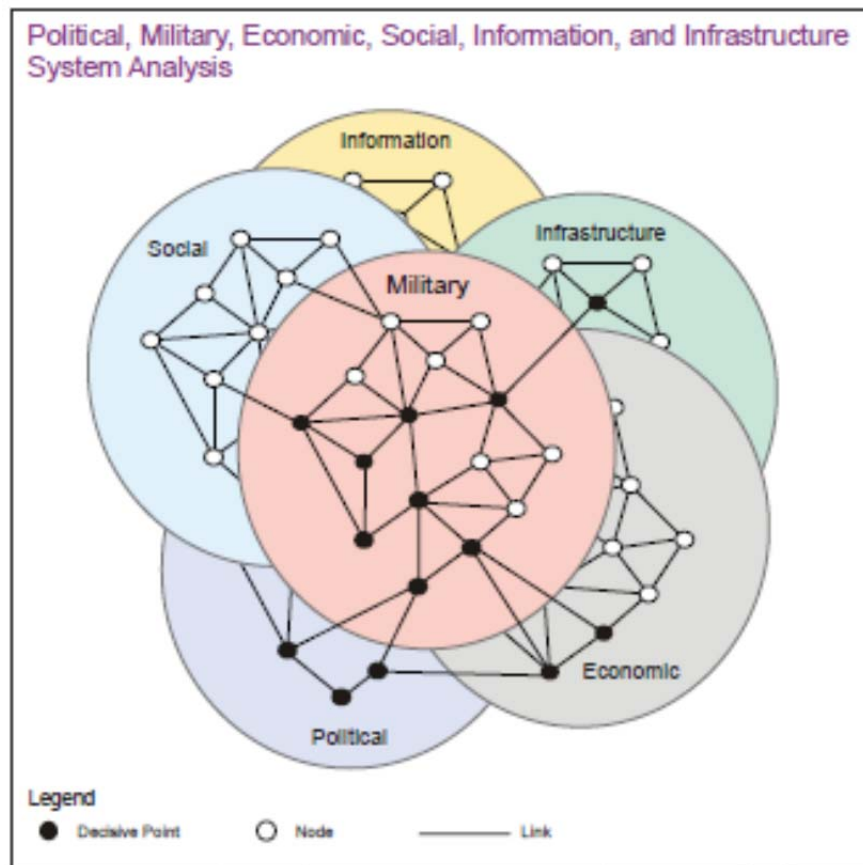 Political, Military, Economic, Social, Information, and Infrastructure
System Analysis
Information
Social
Infrastructure
Military
Economic
Political
Legend
Decisive Point
Node
Link